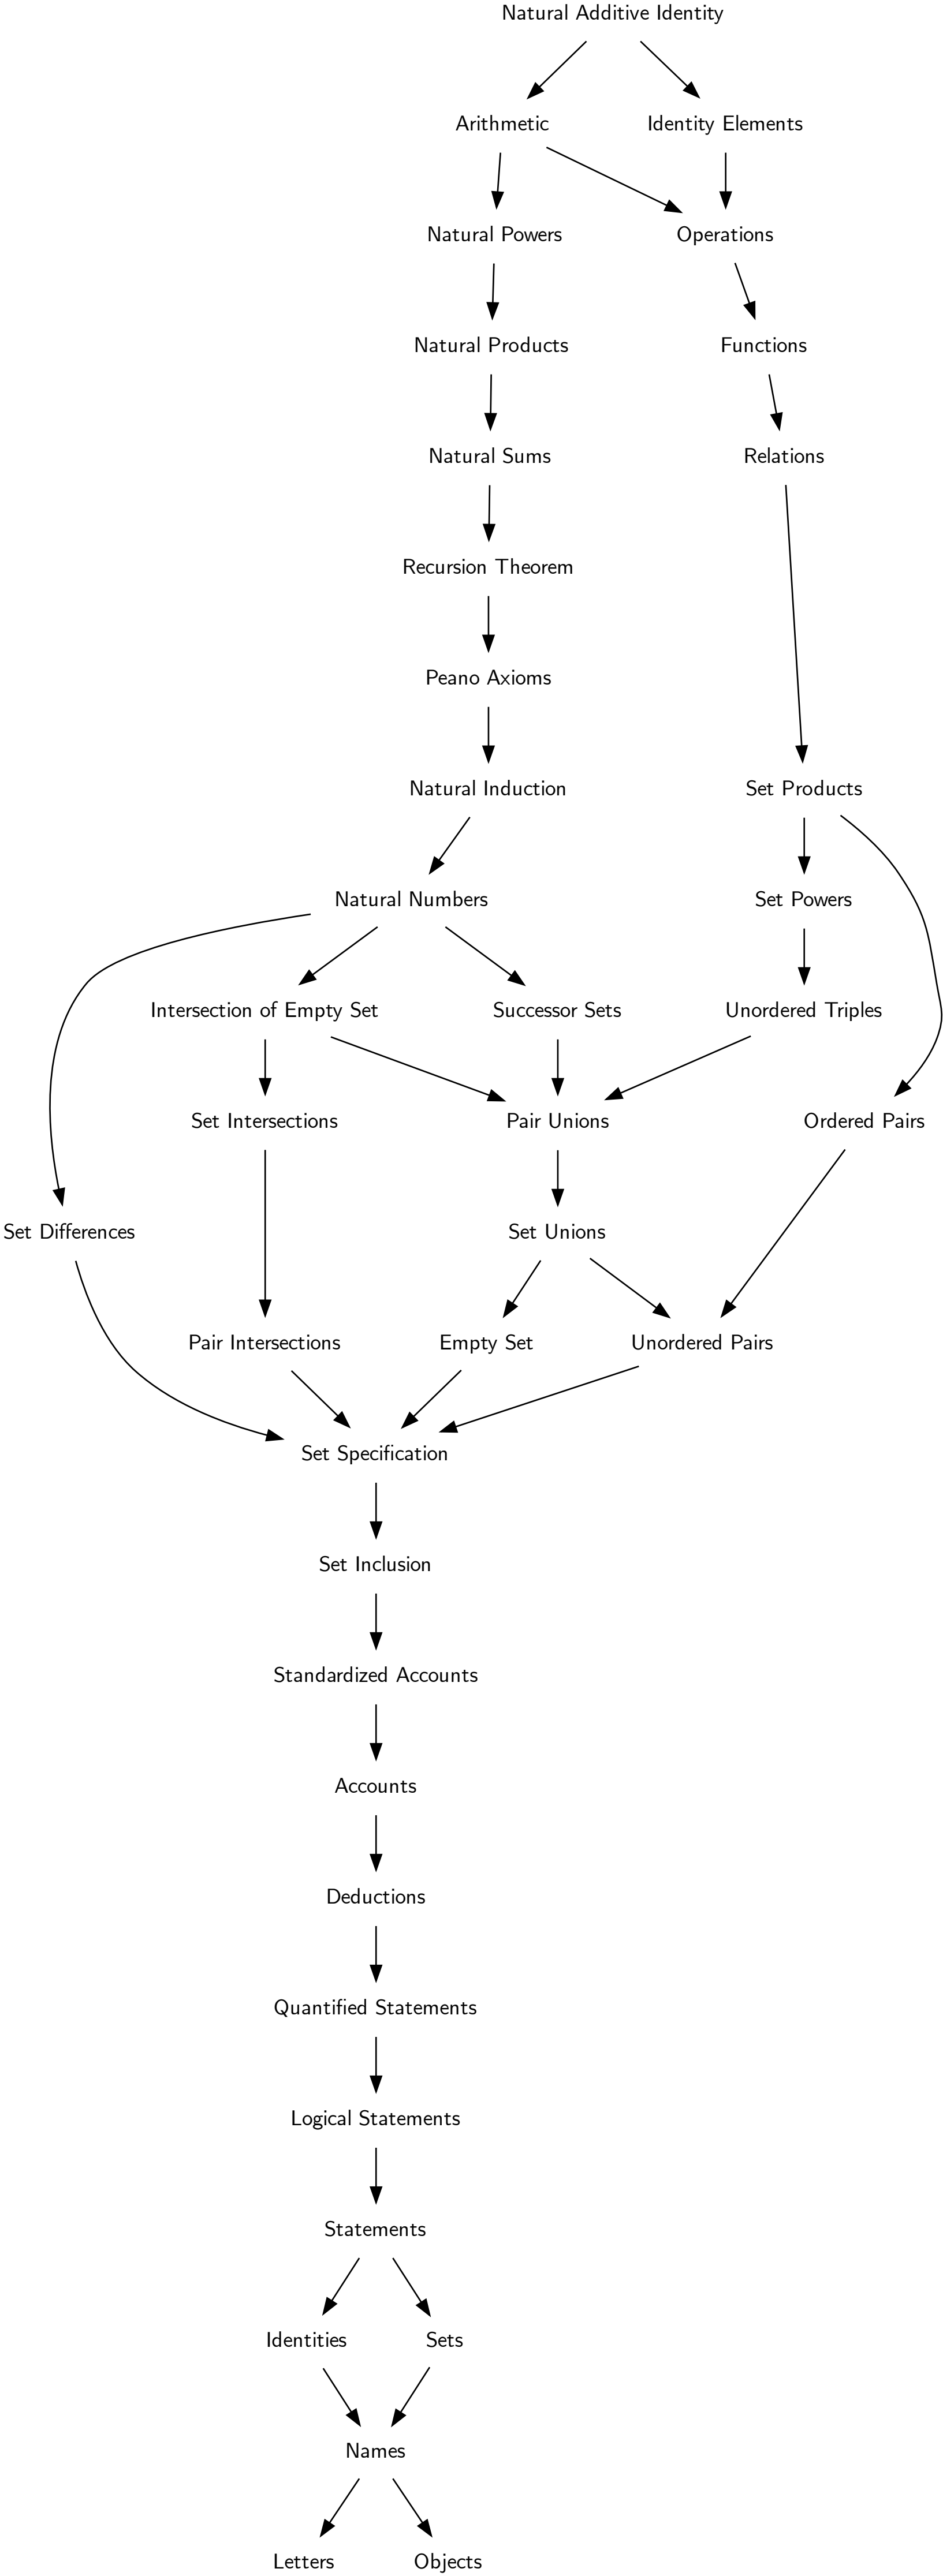 Natural Additive Identity
Arithmetic
Identity Elements
Natural Powers
Operations
Natural Products
Functions
Natural Sums
Relations
Recursion Theorem
Peano Axioms
Natural Induction
Set Products
Natural Numbers
Set Powers
Intersection of Empty Set
Successor Sets
Unordered Triples
Set Intersections
Pair Unions
Ordered Pairs
Set Differences
Set Unions
Pair Intersections
Empty Set
Unordered Pairs
Set Specification
Set Inclusion
Standardized Accounts
Accounts
Deductions
Quantified Statements
Logical Statements
Statements
Identities
Sets
Names
Letters
Objects